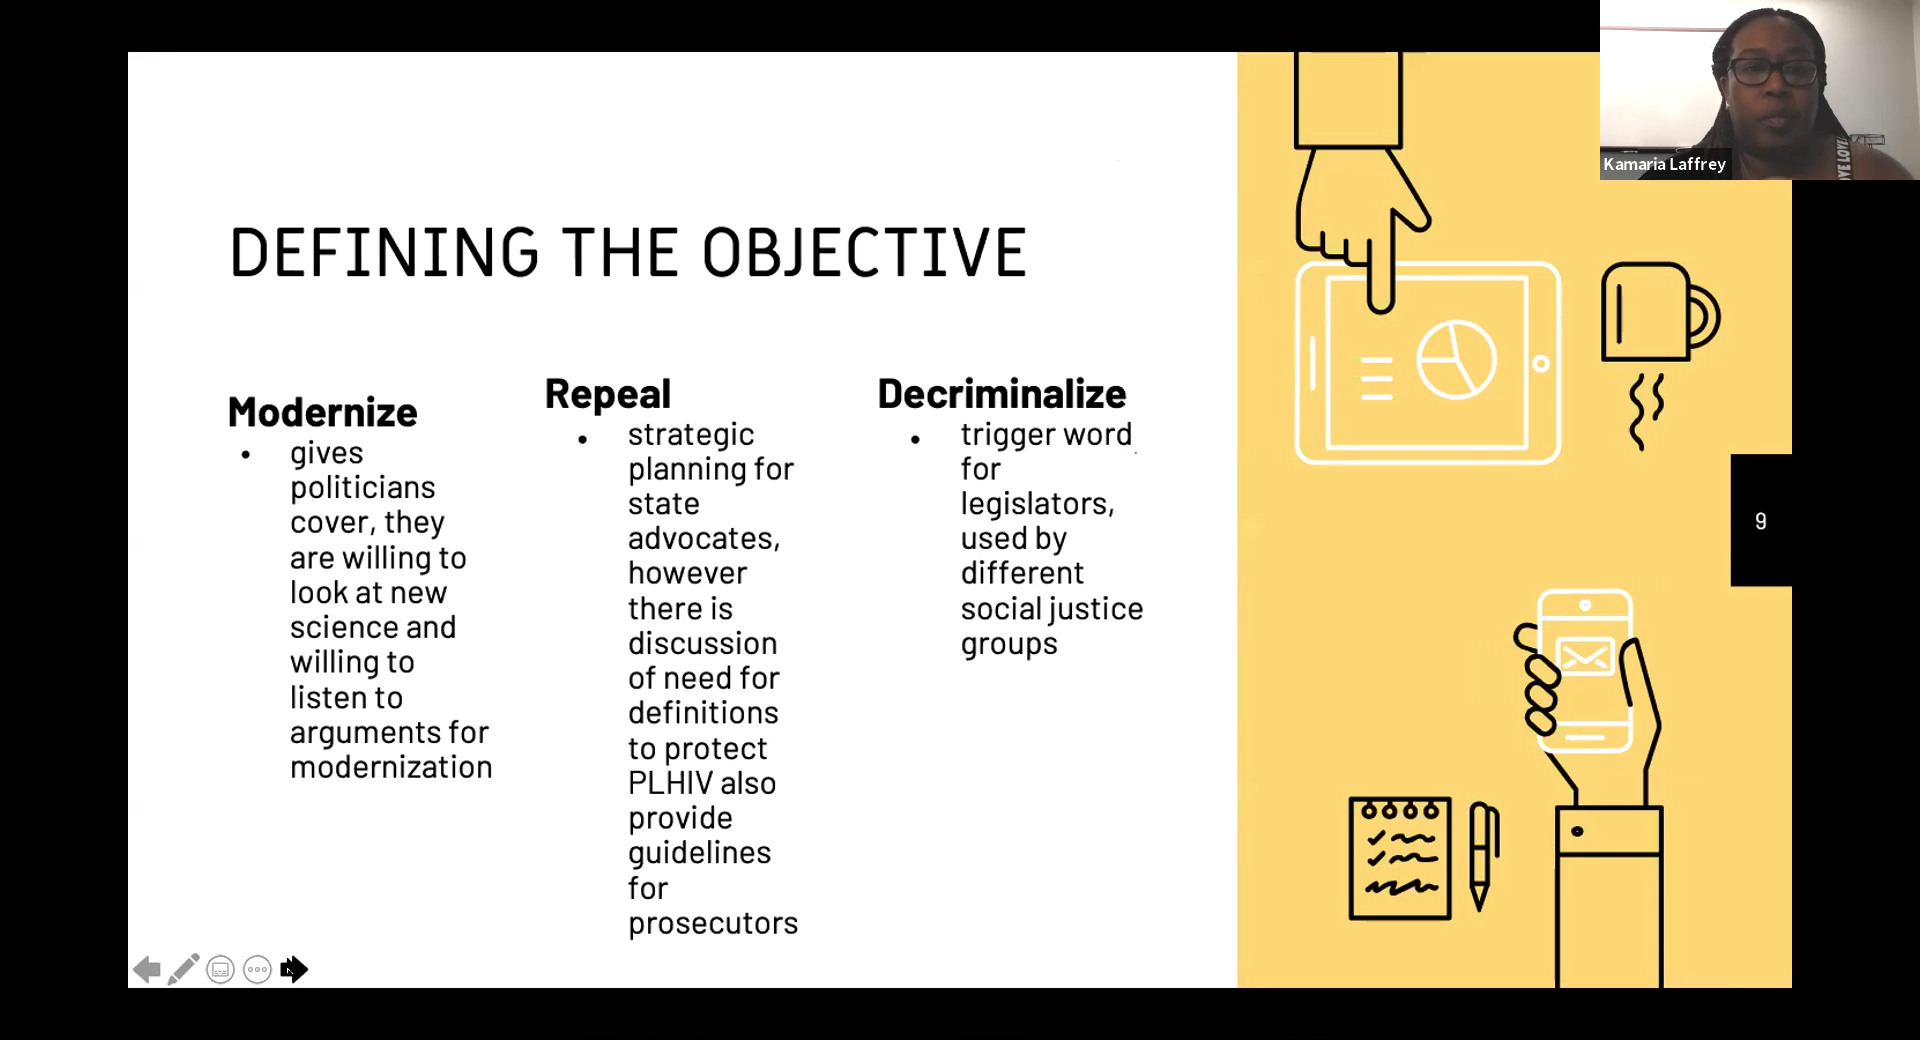 DEFINING THE OBJECTIVE
Modernize
• gives
politicians
cover, they
are willing to
look at new
science and
willing to
listen to
arguments for
modernization
Repeal
• strategic
planning for
state
advocates,
however
there is
discussion
of need for
definitions
to protect
PLHIV also
provide
guidelines
for
prosecutors
Decriminalize
• trigger word
for
legislators,
used by
different
social justice
groups
9
Kamaria Laffrey